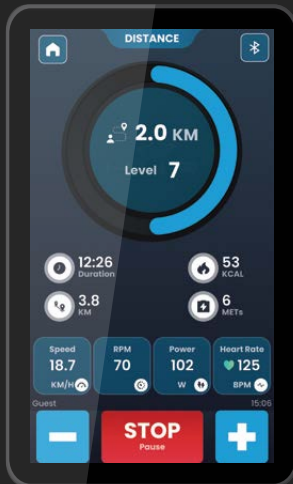 DISTANCE
2.0 KM
Level 7
12:26
Duration
53
KCAL
3.8
KM
6
METs
Speed
18.7
KM/H
RPM
70
Power
102
W
Heart Rate
125
BPM
Guest
15:06
STOP
Pause